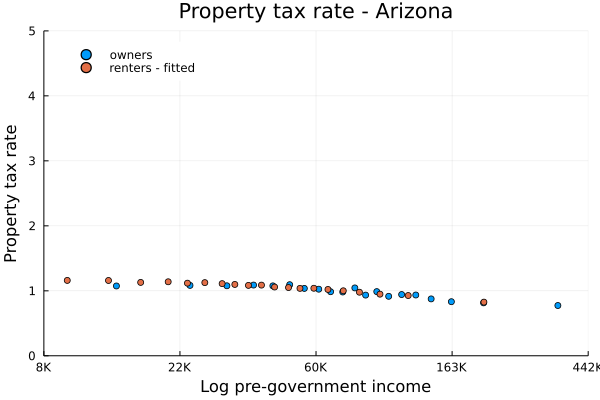 Property tax rate - Arizona
owners
renters - fitted
Property tax rate
5
4
3
2
1
0
8K 22K 60K 163K 442K
Log pre-government income